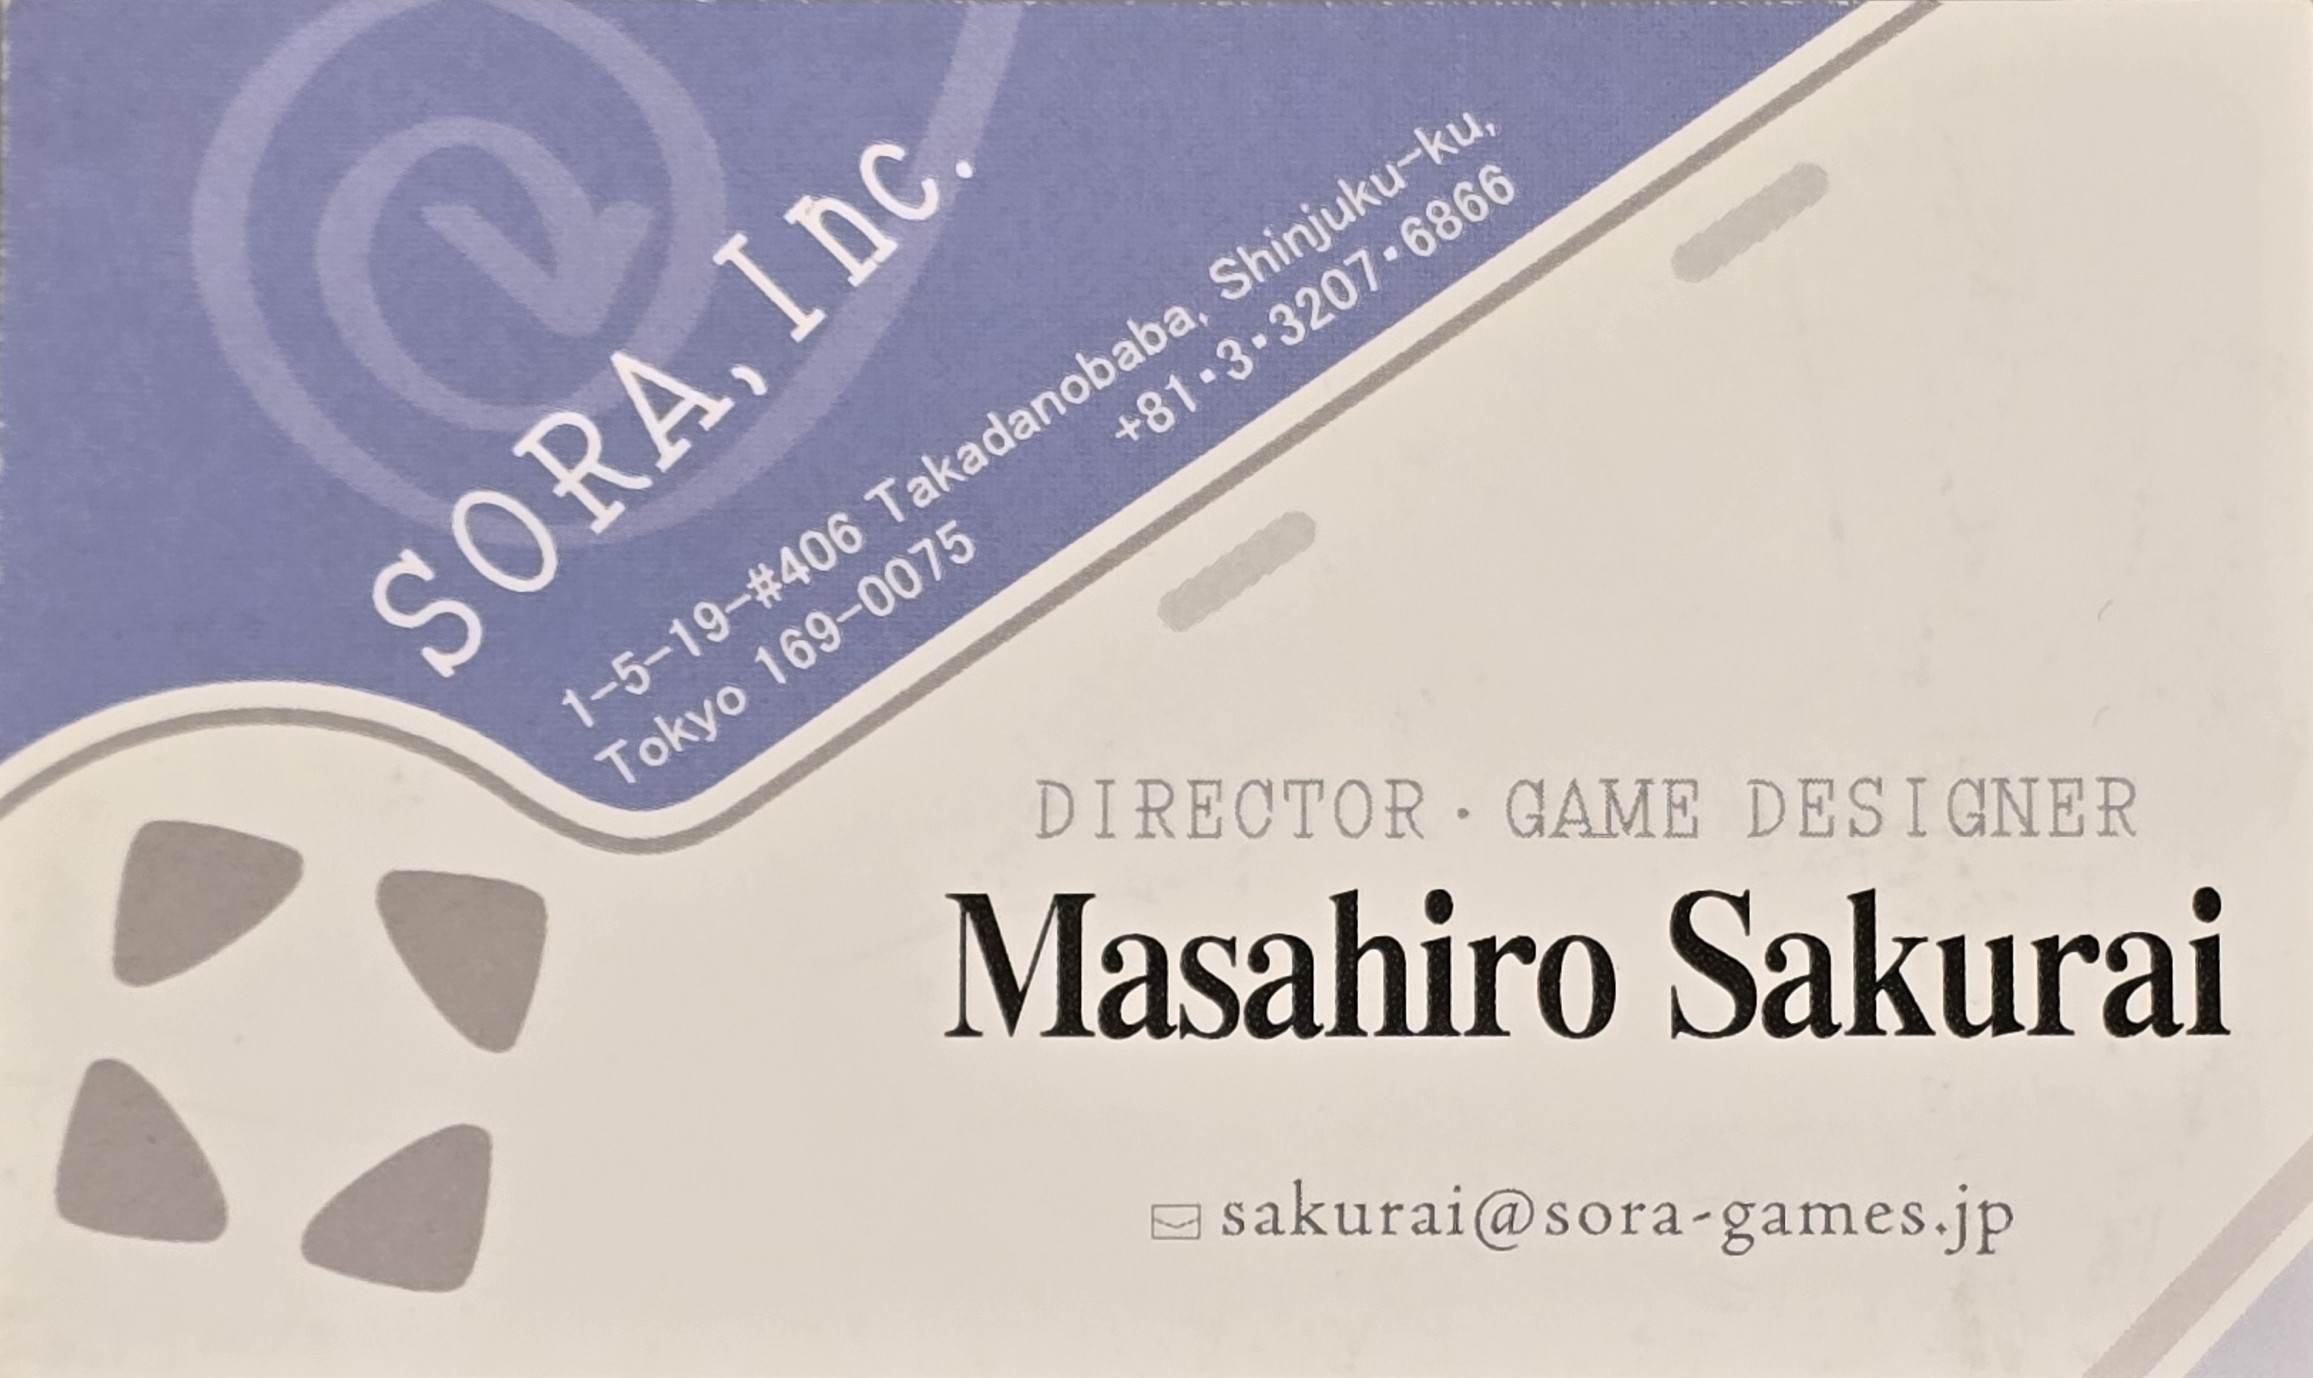 SORA,Inc.
1-5-19-#406 Takadanobaba, Shinjuku-ku,
Tokyo 169-0075
+81・3・3207・6866
DIRECTOR・GAME DESIGNER
Masahiro Sakurai
sakurai@sora-games.jp